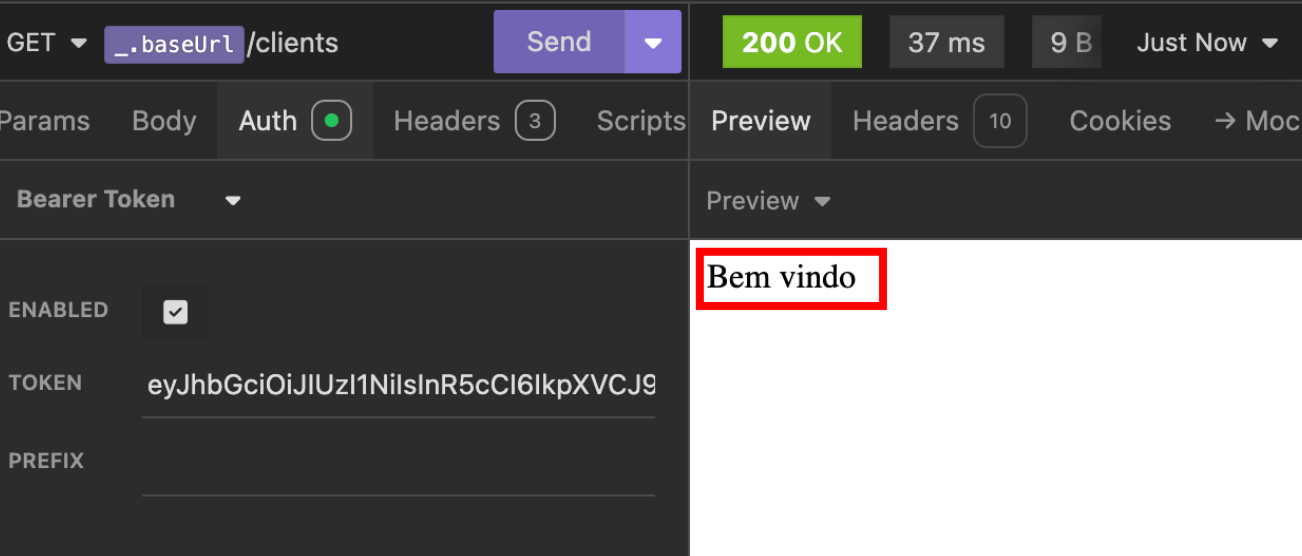 GET _.baseUrl /clients Send 200 OK 37 ms 9 B Just Now
Params Body Auth Headers 3 Scripts Preview Headers 10 Cookies → Moc
Bearer Token Preview
Bem vindo
ENABLED
TOKEN eyJhbGciOiJIUzI1NiIsInR5cCI6IkpXVCJ9
PREFIX